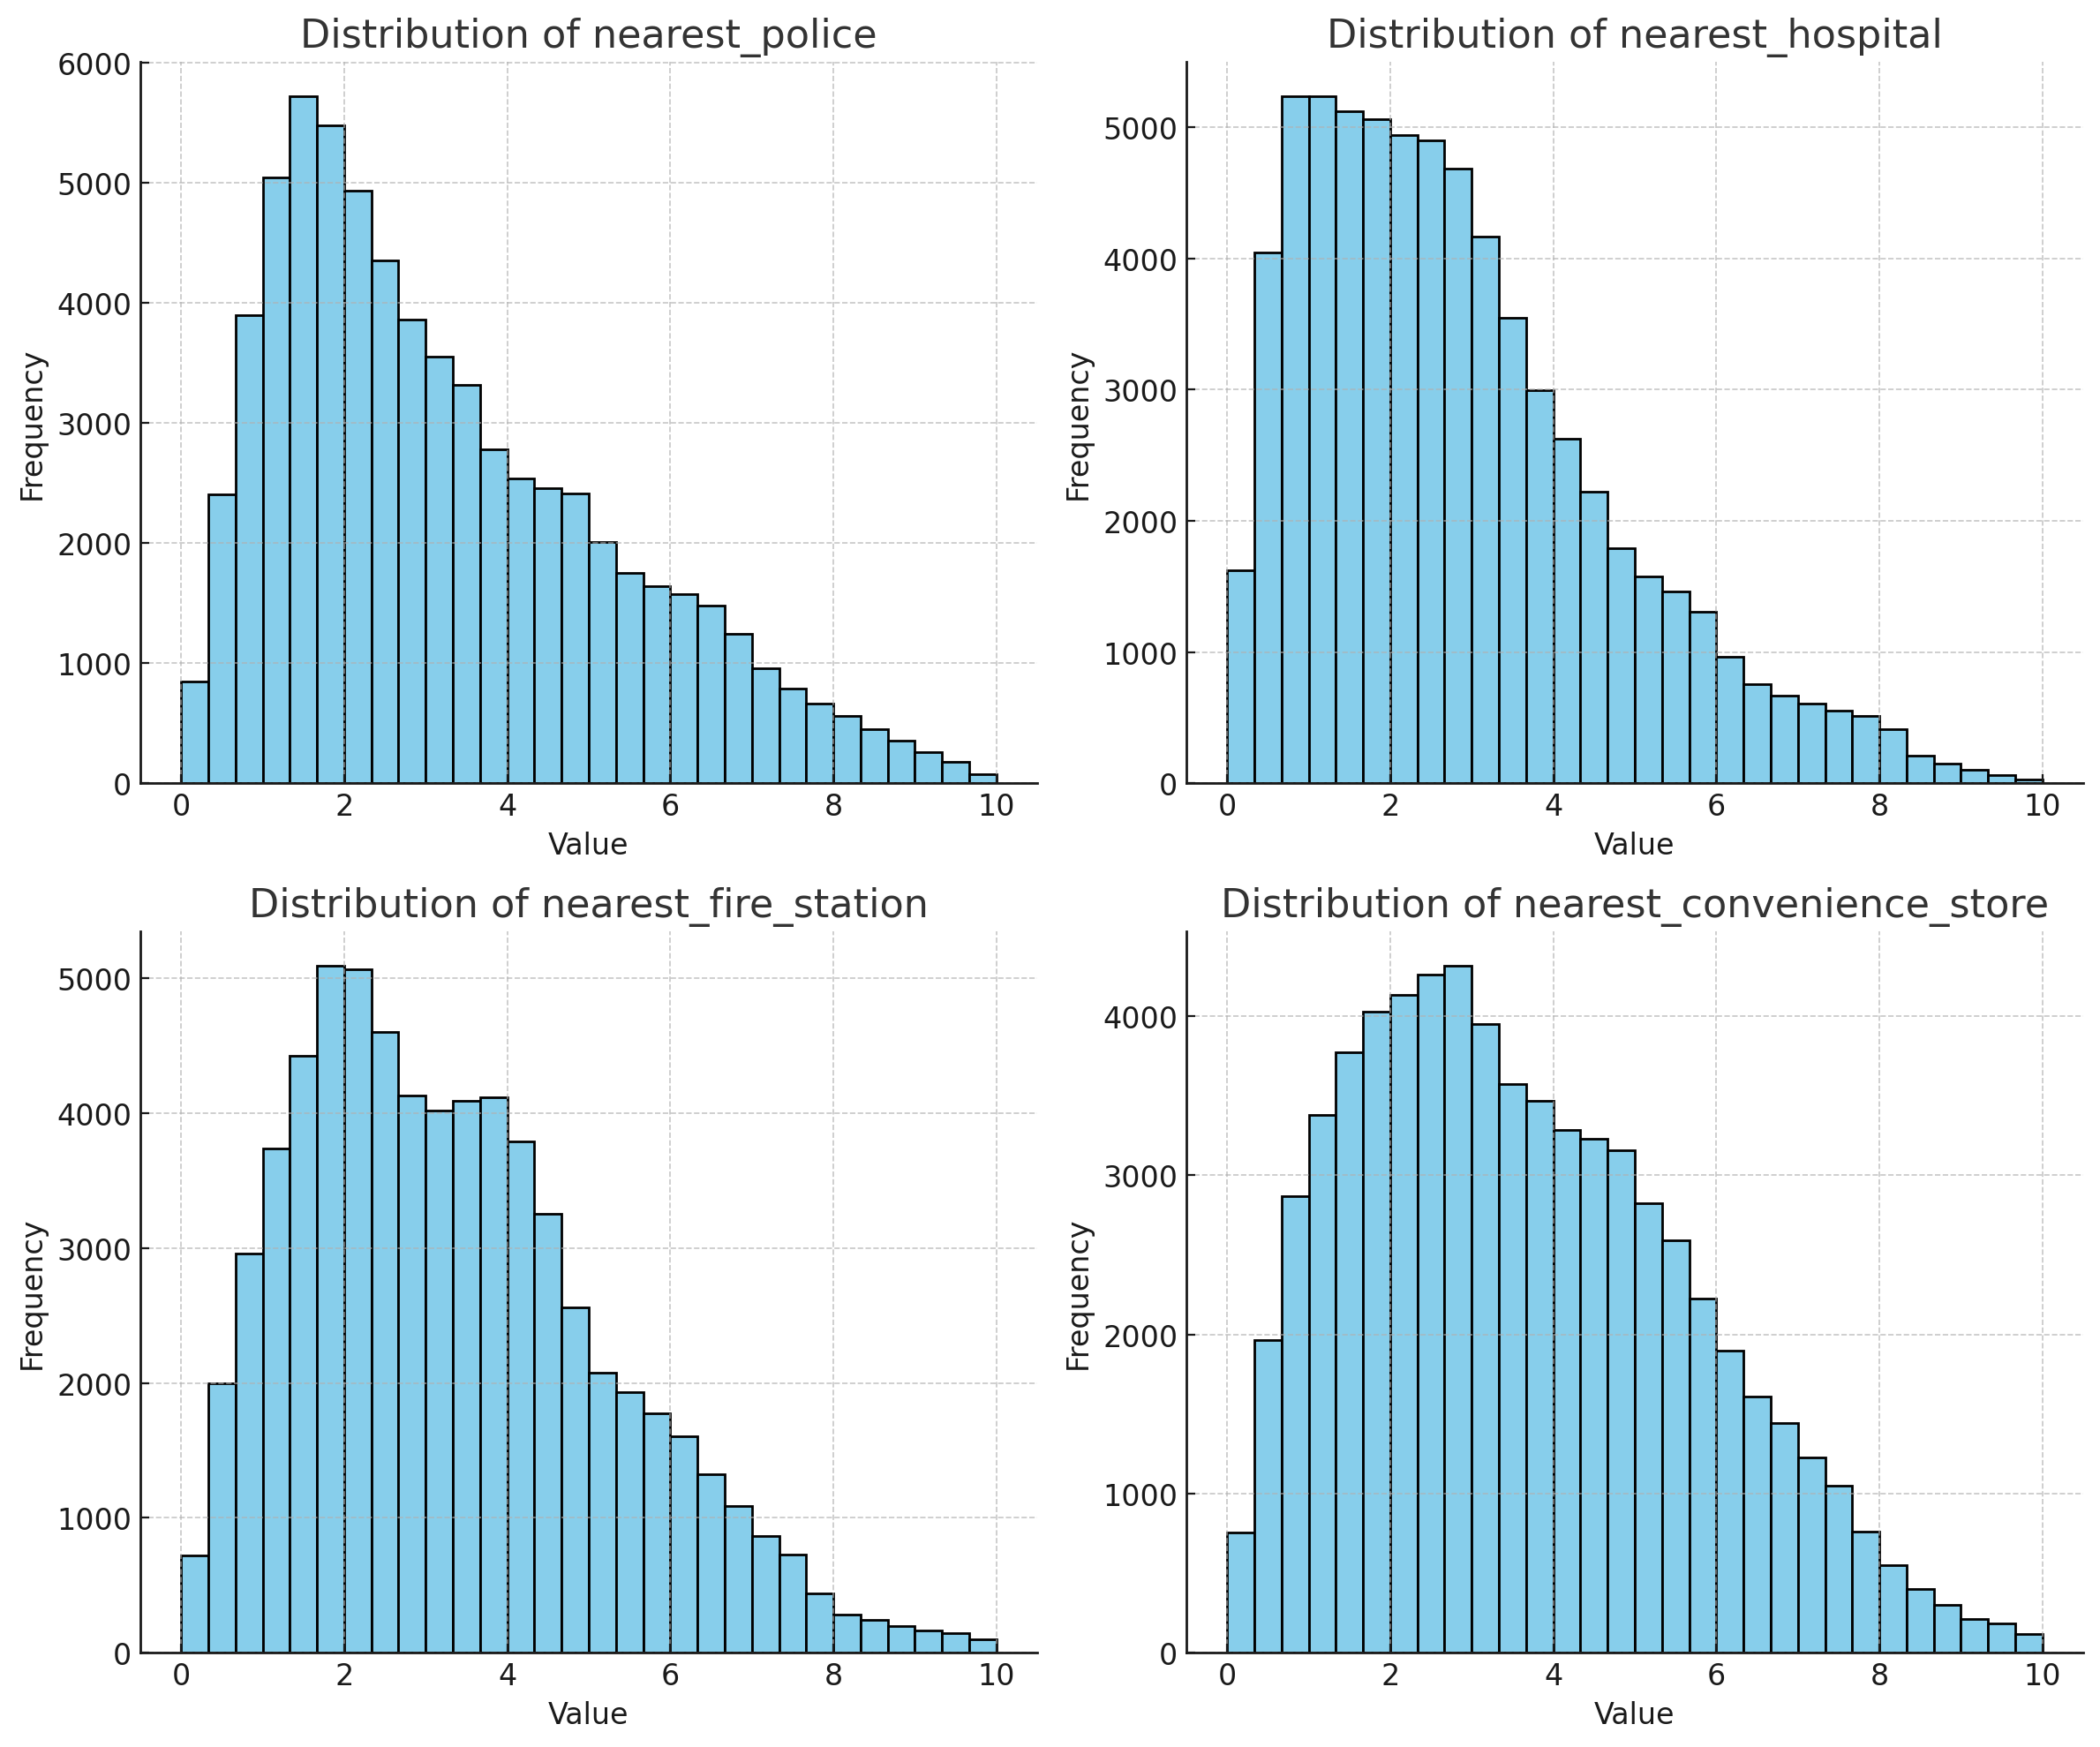 Distribution of nearest_police
6000
5000
4000
3000
2000
1000
0
Frequency
0 2 4 6 8 10
Value
Distribution of nearest_hospital
5000
4000
3000
2000
1000
0
Frequency
0 2 4 6 8 10
Value
Distribution of nearest_fire_station
5000
4000
3000
2000
1000
0
Frequency
0 2 4 6 8 10
Value
Distribution of nearest_convenience_store
4000
3000
2000
1000
0
Frequency
0 2 4 6 8 10
Value